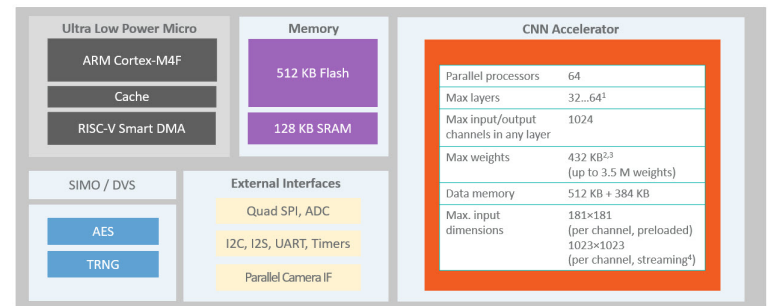 Ultra Low Power Micro
ARM Cortex-M4F
Cache
RISC-V Smart DMA
Memory
512 KB Flash
128 KB SRAM
CNN Accelerator
Parallel processors 64
Max layers 32...64¹
Max input/output 1024
channels in any layer
Max weights 432 KB²,³
(up to 3.5 M weights)
Data memory 512 KB + 384 KB
Max. input 181×181
dimensions (per channel, preloaded)
1023×1023
(per channel, streaming⁴)
SIMO / DVS
AES
TRNG
External Interfaces
Quad SPI, ADC
I2C, I2S, UART, Timers
Parallel Camera IF